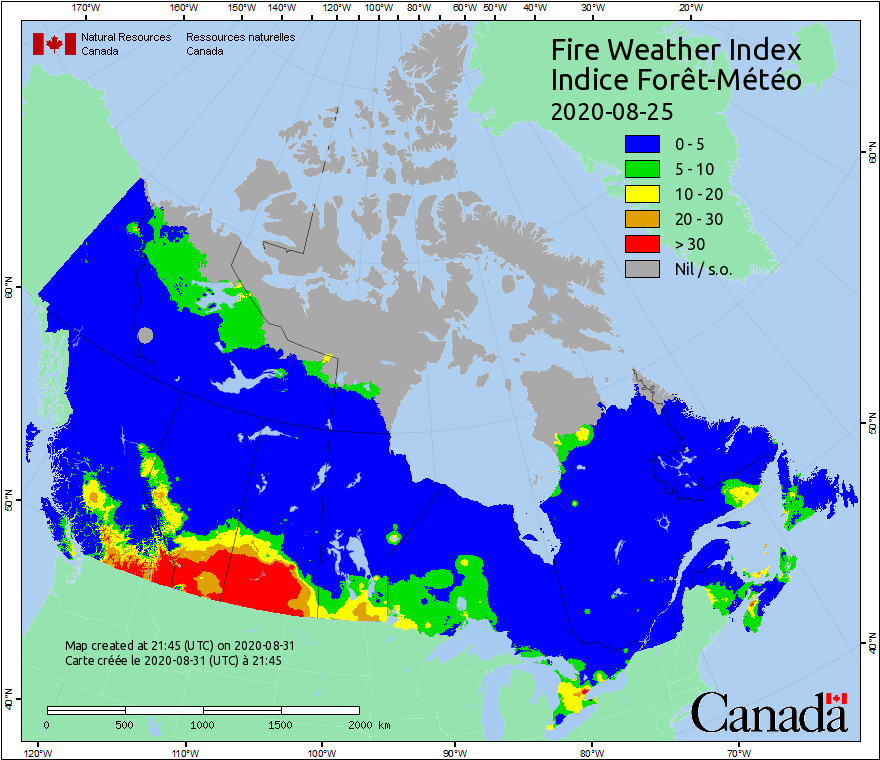 170°W 160°W 150°W 140°W 120°W 100°W 80°W 60°W 50°W 40°W 30°W 20°W
Natural Resources Ressources naturelles
Canada Canada
Fire Weather Index
Indice Forêt-Météo
2020-08-25
0 - 5
5 - 10
10 - 20
20 - 30
> 30
Nil / s.o.
60°N
60°N
50°N
50°N
40°N
40°N
Map created at 21:45 (UTC) on 2020-08-31
Carte créée le 2020-08-31 (UTC) à 21:45
0 500 1000 1500 2000 km
Canada
120°W 110°W 100°W 90°W 80°W 70°W